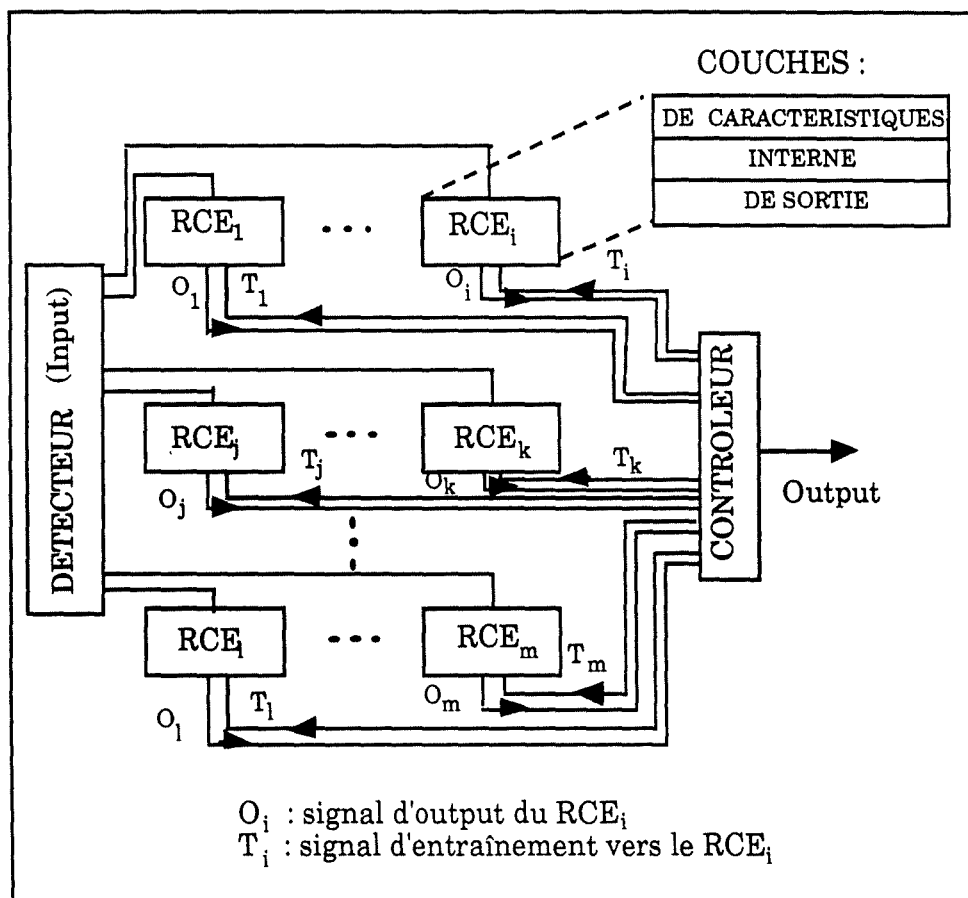 COUCHES :
DE CARACTERISTIQUES
INTERNE
DE SORTIE
RCE₁
RCEᵢ
O₁
T₁
Oᵢ
Tᵢ
DETECTEUR (Input)
RCEⱼ
RCEₖ
Oⱼ
Tⱼ
Oₖ
Tₖ
CONTROLEUR
Output
RCEₗ
RCEₘ
Oₗ
Tₗ
Oₘ
Tₘ
Oᵢ : signal d'output du RCEᵢ
Tᵢ : signal d'entraînement vers le RCEᵢ